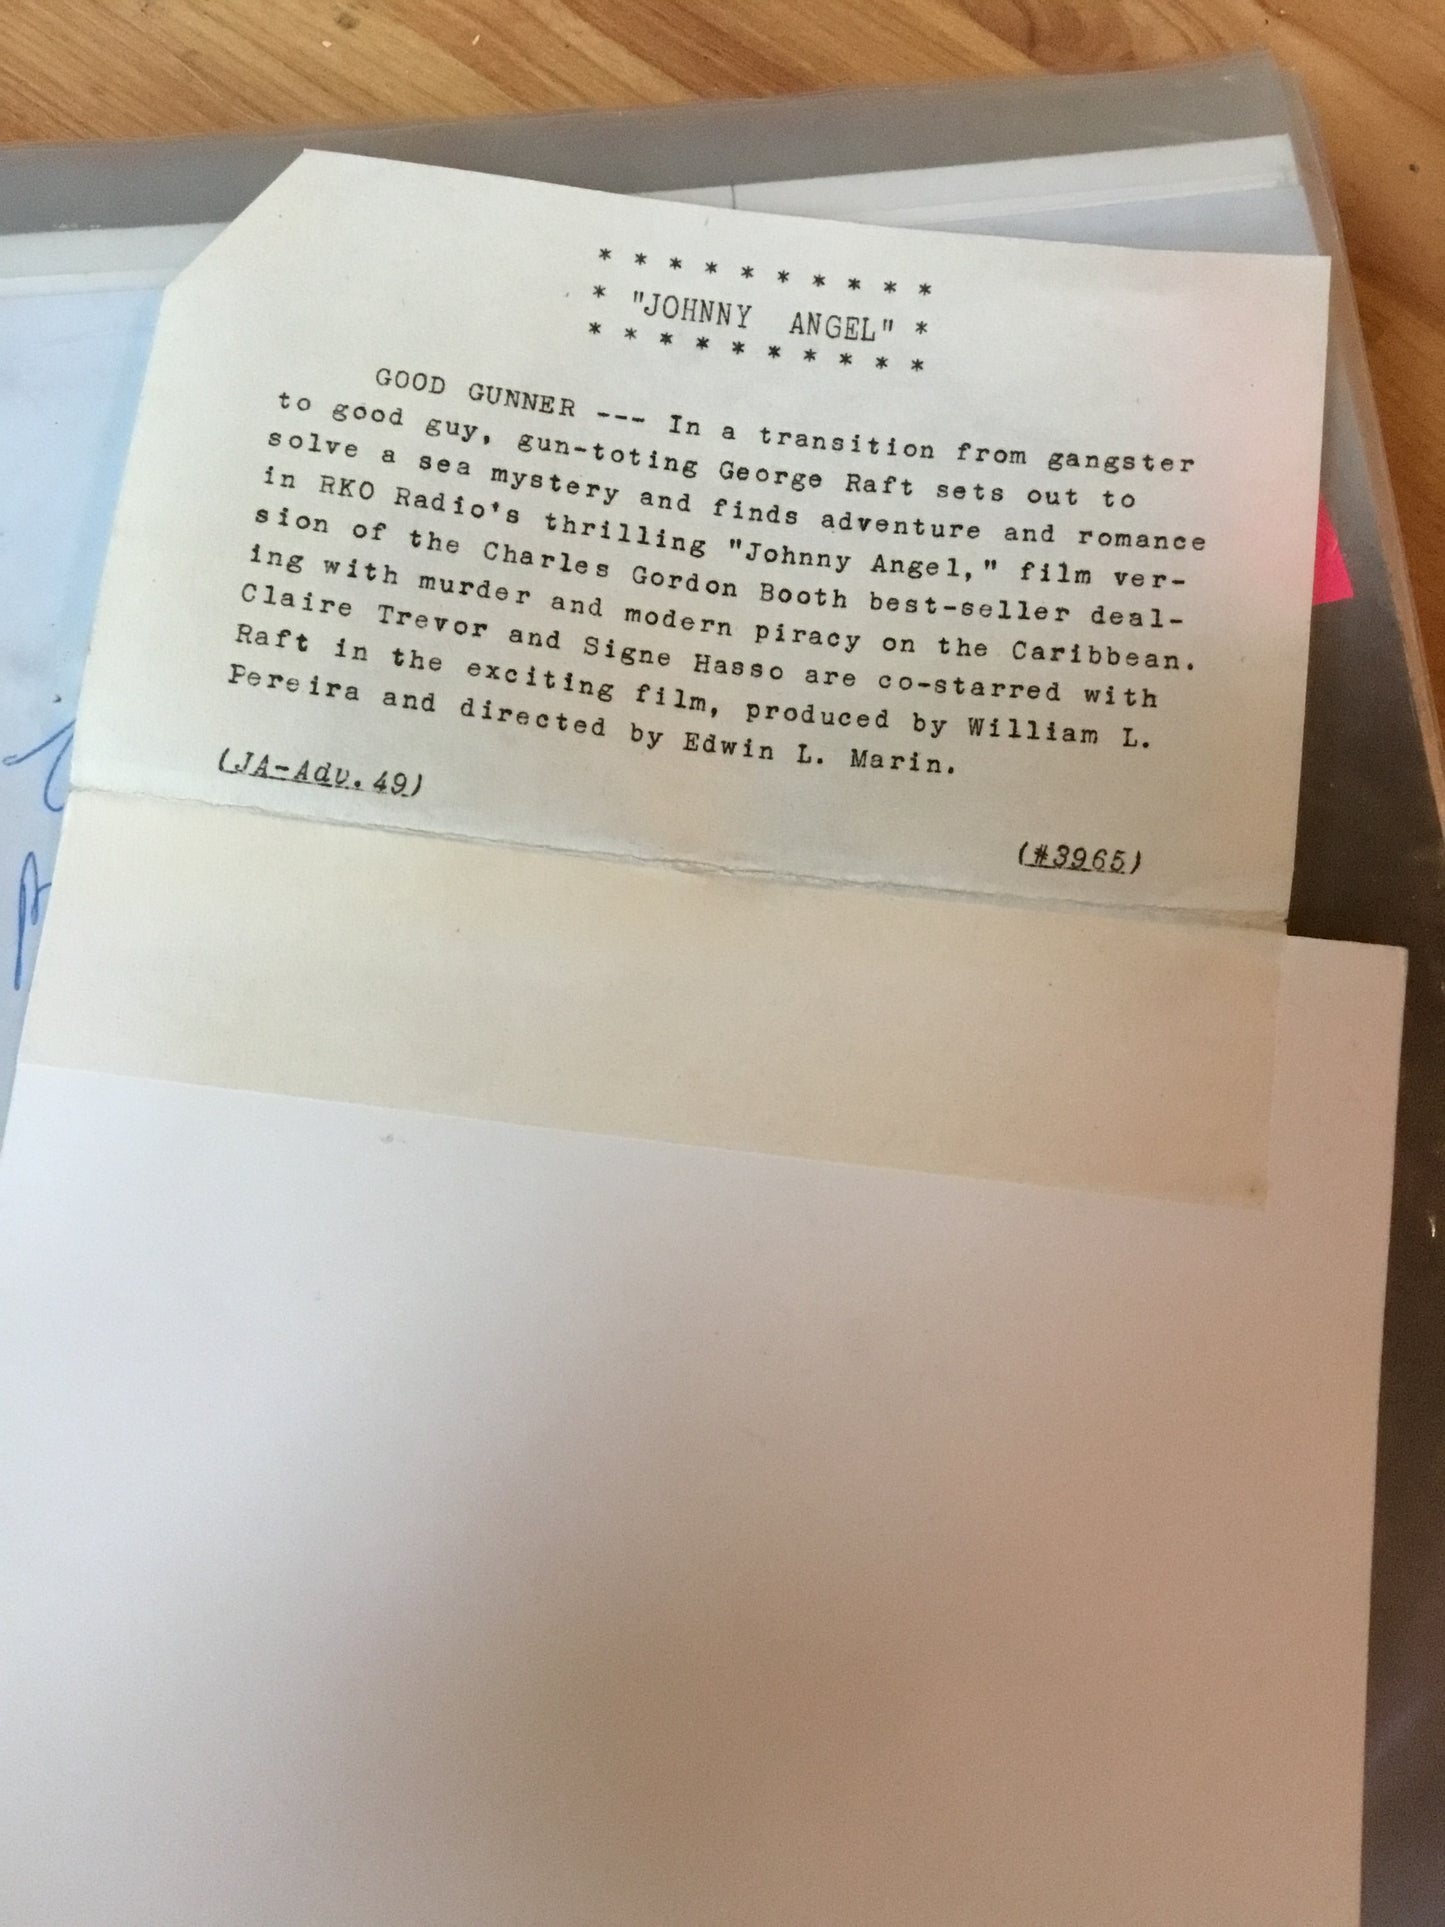 * * * * * * * * * *
* "JOHNNY ANGEL" *
* * * * * * * * * *
GOOD GUNNER --- In a transition from gangster
to good guy, gun-toting George Raft sets out to
solve a sea mystery and finds adventure and romance
in RKO Radio's thrilling "Johnny Angel," film ver-
sion of the Charles Gordon Booth best-seller deal-
ing with murder and modern piracy on the Caribbean.
Claire Trevor and Signe Hasso are co-starred with
Raft in the exciting film, produced by William L.
Pereira and directed by Edwin L. Marin.
(JA-Adv.49)
(#3965)